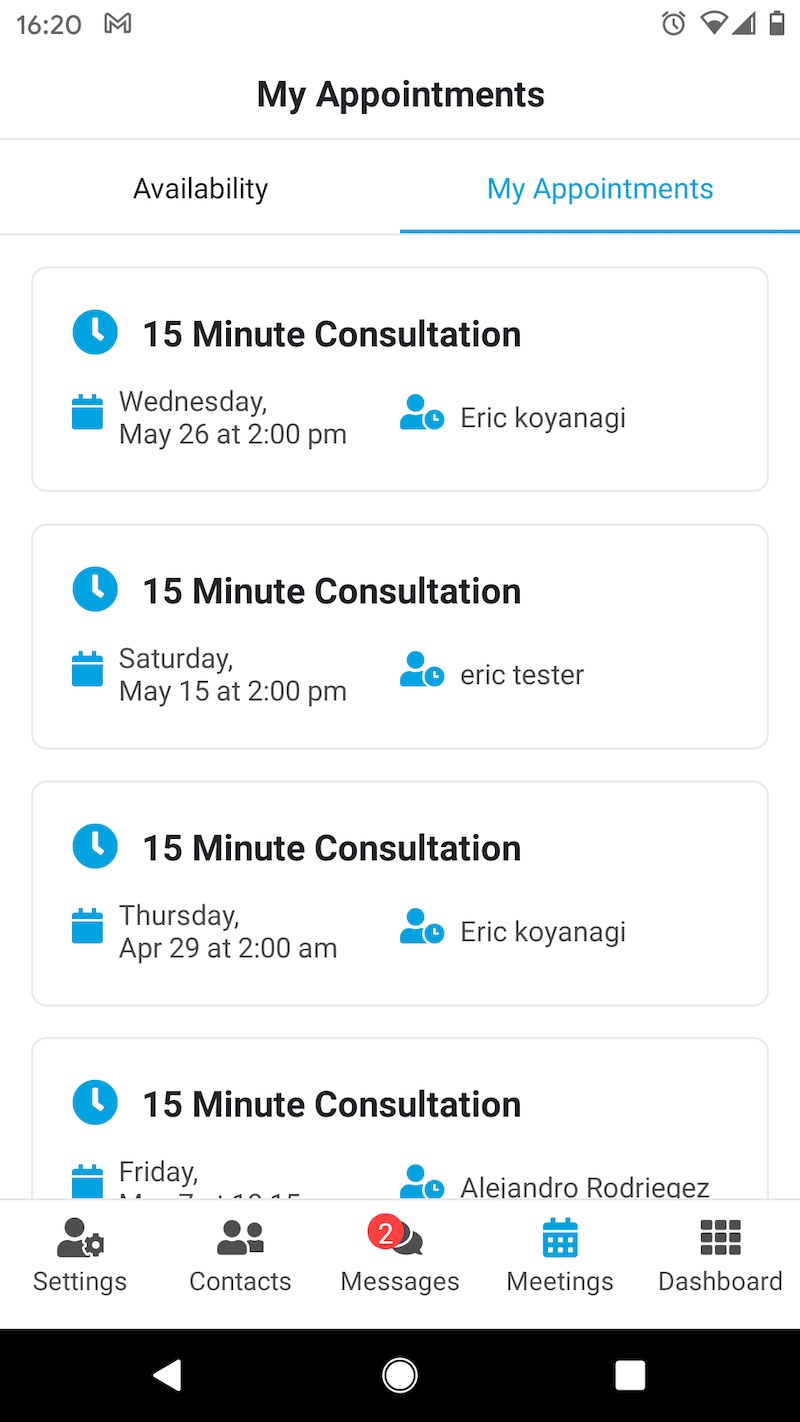 16:20
My Appointments
Availability
My Appointments
15 Minute Consultation
Wednesday,
May 26 at 2:00 pm
Eric koyanagi
15 Minute Consultation
Saturday,
May 15 at 2:00 pm
eric tester
15 Minute Consultation
Thursday,
Apr 29 at 2:00 am
Eric koyanagi
15 Minute Consultation
Friday,
Alejandro Rodriegez
2
Settings
Contacts
Messages
Meetings
Dashboard